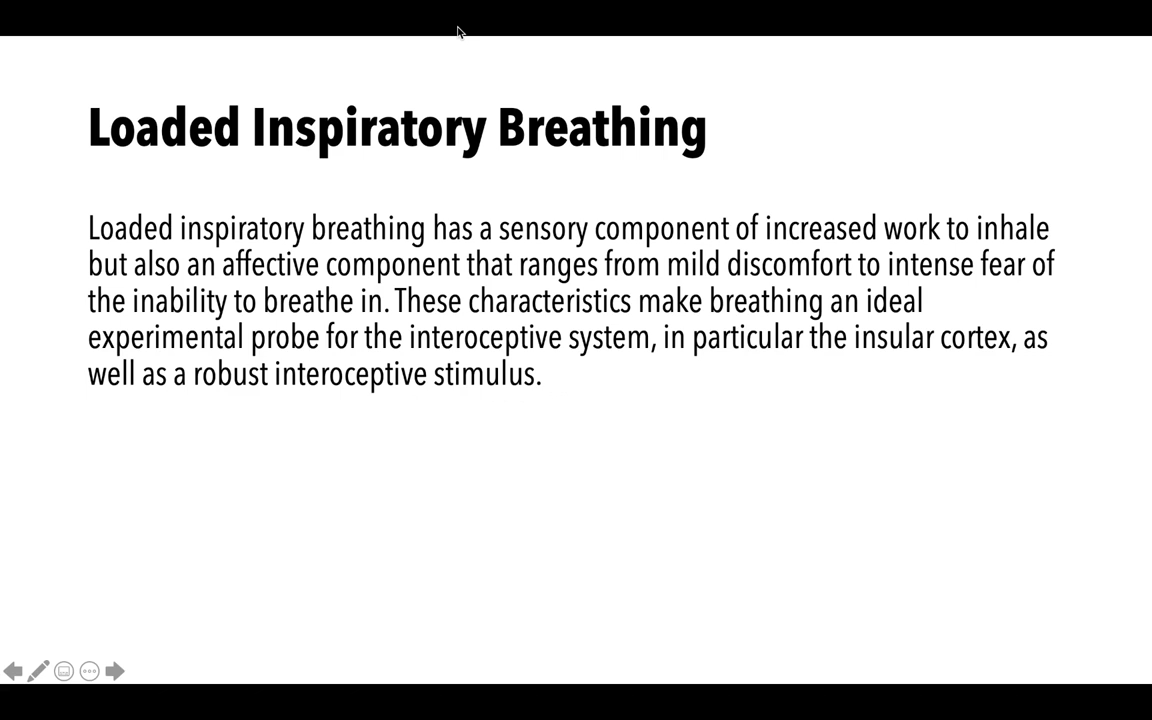 Loaded Inspiratory Breathing
Loaded inspiratory breathing has a sensory component of increased work to inhale
but also an affective component that ranges from mild discomfort to intense fear of
the inability to breathe in. These characteristics make breathing an ideal
experimental probe for the interoceptive system, in particular the insular cortex, as
well as a robust interoceptive stimulus.